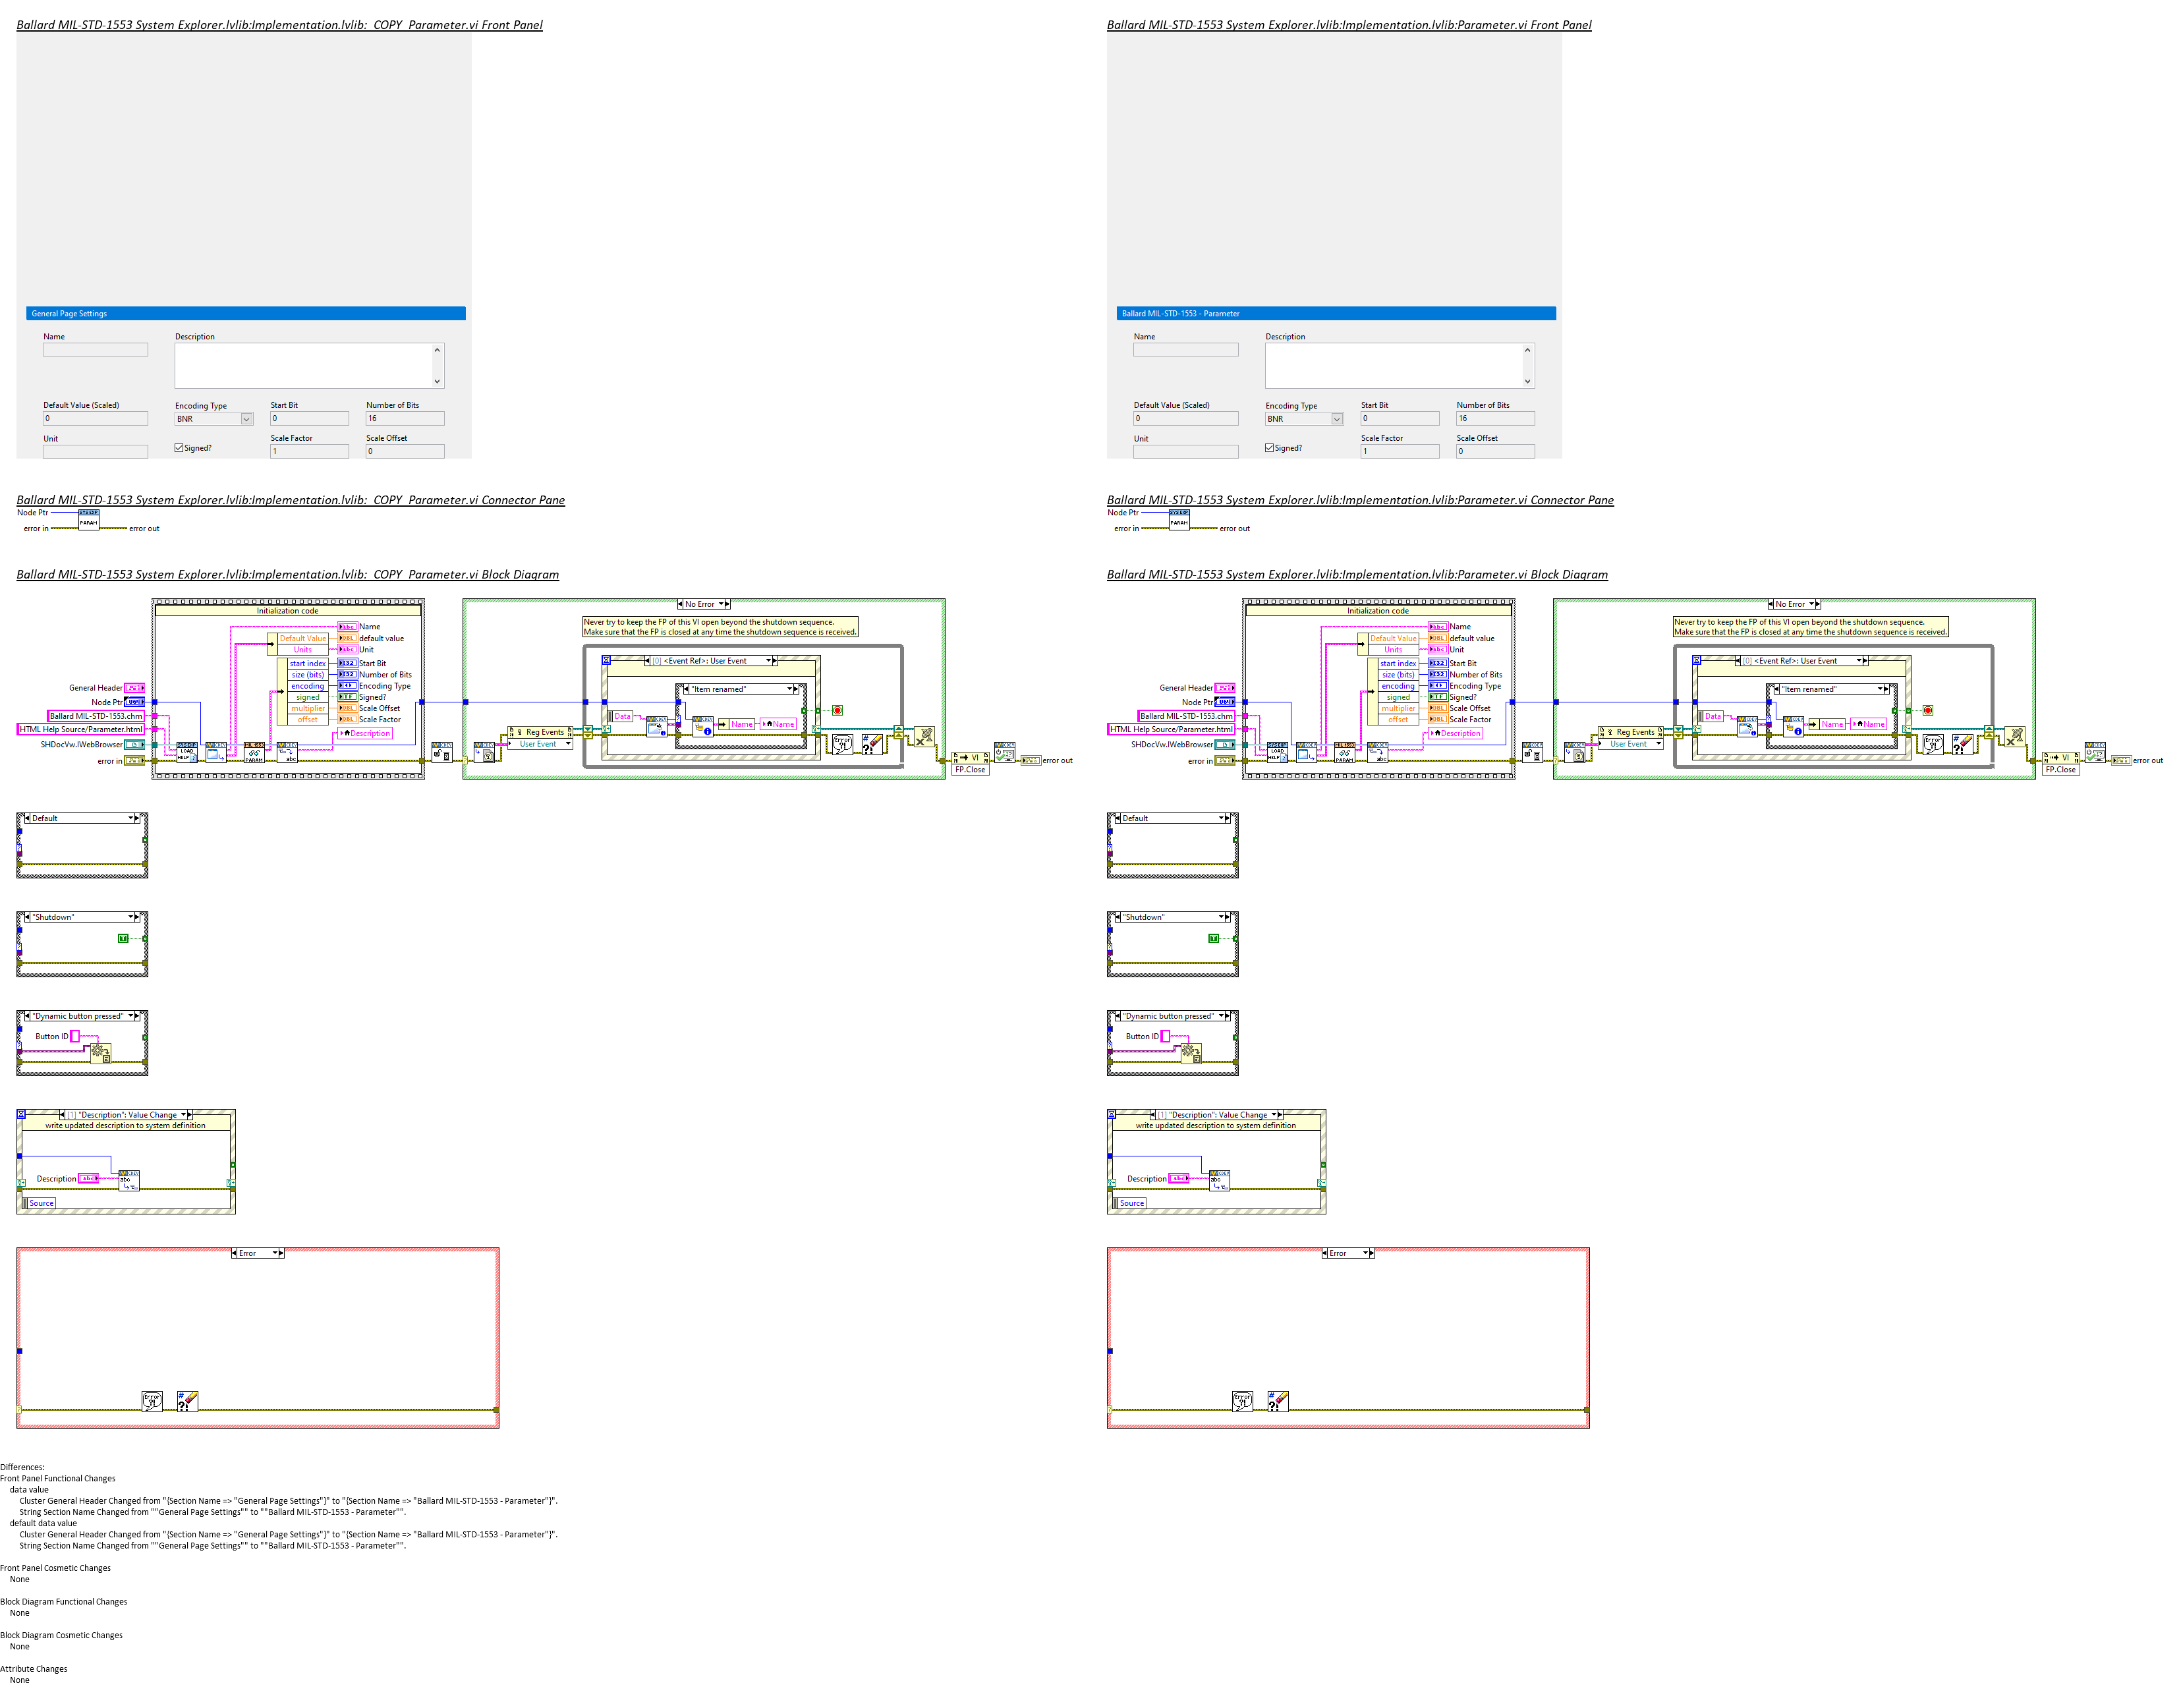 Ballard MIL-STD-1553 System Explorer.lvlib:Implementation.lvlib:_COPY_Parameter.vi Front Panel
General Page Settings
Name
Description
Default Value (Scaled)
Encoding Type
Start Bit
Number of Bits
0
BNR
0
16
Unit
Signed?
Scale Factor
Scale Offset
1
0
Ballard MIL-STD-1553 System Explorer.lvlib:Implementation.lvlib:_COPY_Parameter.vi Connector Pane
Node Ptr
error in
PARAM
error out
Ballard MIL-STD-1553 System Explorer.lvlib:Implementation.lvlib:_COPY_Parameter.vi Block Diagram
Initialization code
Name
Default Value
default value
Units
Unit
start index
Start Bit
size (bits)
Number of Bits
encoding
Encoding Type
signed
Signed?
multiplier
Scale Offset
offset
Scale Factor
Description
General Header
Node Ptr
Ballard MIL-STD-1553.chm
HTML Help Source/Parameter.html
SHDocVw.IWebBrowser
error in
No Error
Never try to keep the FP of this VI open beyond the shutdown sequence.
Make sure that the FP is closed at any time the shutdown sequence is received.
[0] <Event Ref>: User Event
"Item renamed"
Data
Name
Name
Reg Events
User Event
VI
FP.Close
error out
Default
"Shutdown"
"Dynamic button pressed"
Button ID
[1] "Description": Value Change
write updated description to system definition
Description
Source
Error
Ballard MIL-STD-1553 System Explorer.lvlib:Implementation.lvlib:Parameter.vi Front Panel
Ballard MIL-STD-1553 - Parameter
Name
Description
Default Value (Scaled)
Encoding Type
Start Bit
Number of Bits
0
BNR
0
16
Unit
Signed?
Scale Factor
Scale Offset
1
0
Ballard MIL-STD-1553 System Explorer.lvlib:Implementation.lvlib:Parameter.vi Connector Pane
Node Ptr
error in
PARAM
error out
Ballard MIL-STD-1553 System Explorer.lvlib:Implementation.lvlib:Parameter.vi Block Diagram
Initialization code
Name
Default Value
default value
Units
Unit
start index
Start Bit
size (bits)
Number of Bits
encoding
Encoding Type
signed
Signed?
multiplier
Scale Offset
offset
Scale Factor
Description
General Header
Node Ptr
Ballard MIL-STD-1553.chm
HTML Help Source/Parameter.html
SHDocVw.IWebBrowser
error in
No Error
Never try to keep the FP of this VI open beyond the shutdown sequence.
Make sure that the FP is closed at any time the shutdown sequence is received.
[0] <Event Ref>: User Event
"Item renamed"
Data
Name
Name
Reg Events
User Event
VI
FP.Close
error out
Default
"Shutdown"
"Dynamic button pressed"
Button ID
[1] "Description": Value Change
write updated description to system definition
Description
Source
Error
Differences:
Front Panel Functional Changes
data value
Cluster General Header Changed from "{Section Name => "General Page Settings"}" to "{Section Name => "Ballard MIL-STD-1553 - Parameter"}".
String Section Name Changed from ""General Page Settings"" to ""Ballard MIL-STD-1553 - Parameter"".
default data value
Cluster General Header Changed from "{Section Name => "General Page Settings"}" to "{Section Name => "Ballard MIL-STD-1553 - Parameter"}".
String Section Name Changed from ""General Page Settings"" to ""Ballard MIL-STD-1553 - Parameter"".
Front Panel Cosmetic Changes
None
Block Diagram Functional Changes
None
Block Diagram Cosmetic Changes
None
Attribute Changes
None